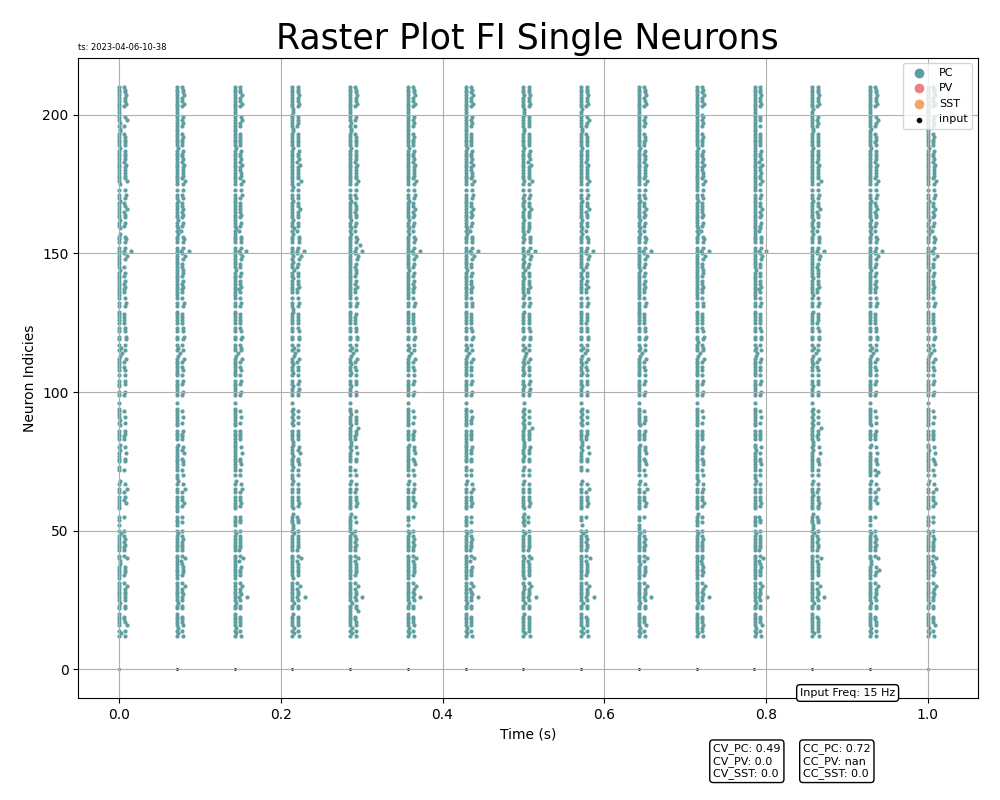 Raster Plot FI Single Neurons
ts: 2023-04-06-10-38
PC
PV
SST
input
200
150
100
50
0
Neuron Indicies
0.0 0.2 0.4 0.6 0.8 1.0
Time (s)
Input Freq: 15 Hz
CV_PC: 0.49
CV_PV: 0.0
CV_SST: 0.0
CC_PC: 0.72
CC_PV: nan
CC_SST: 0.0